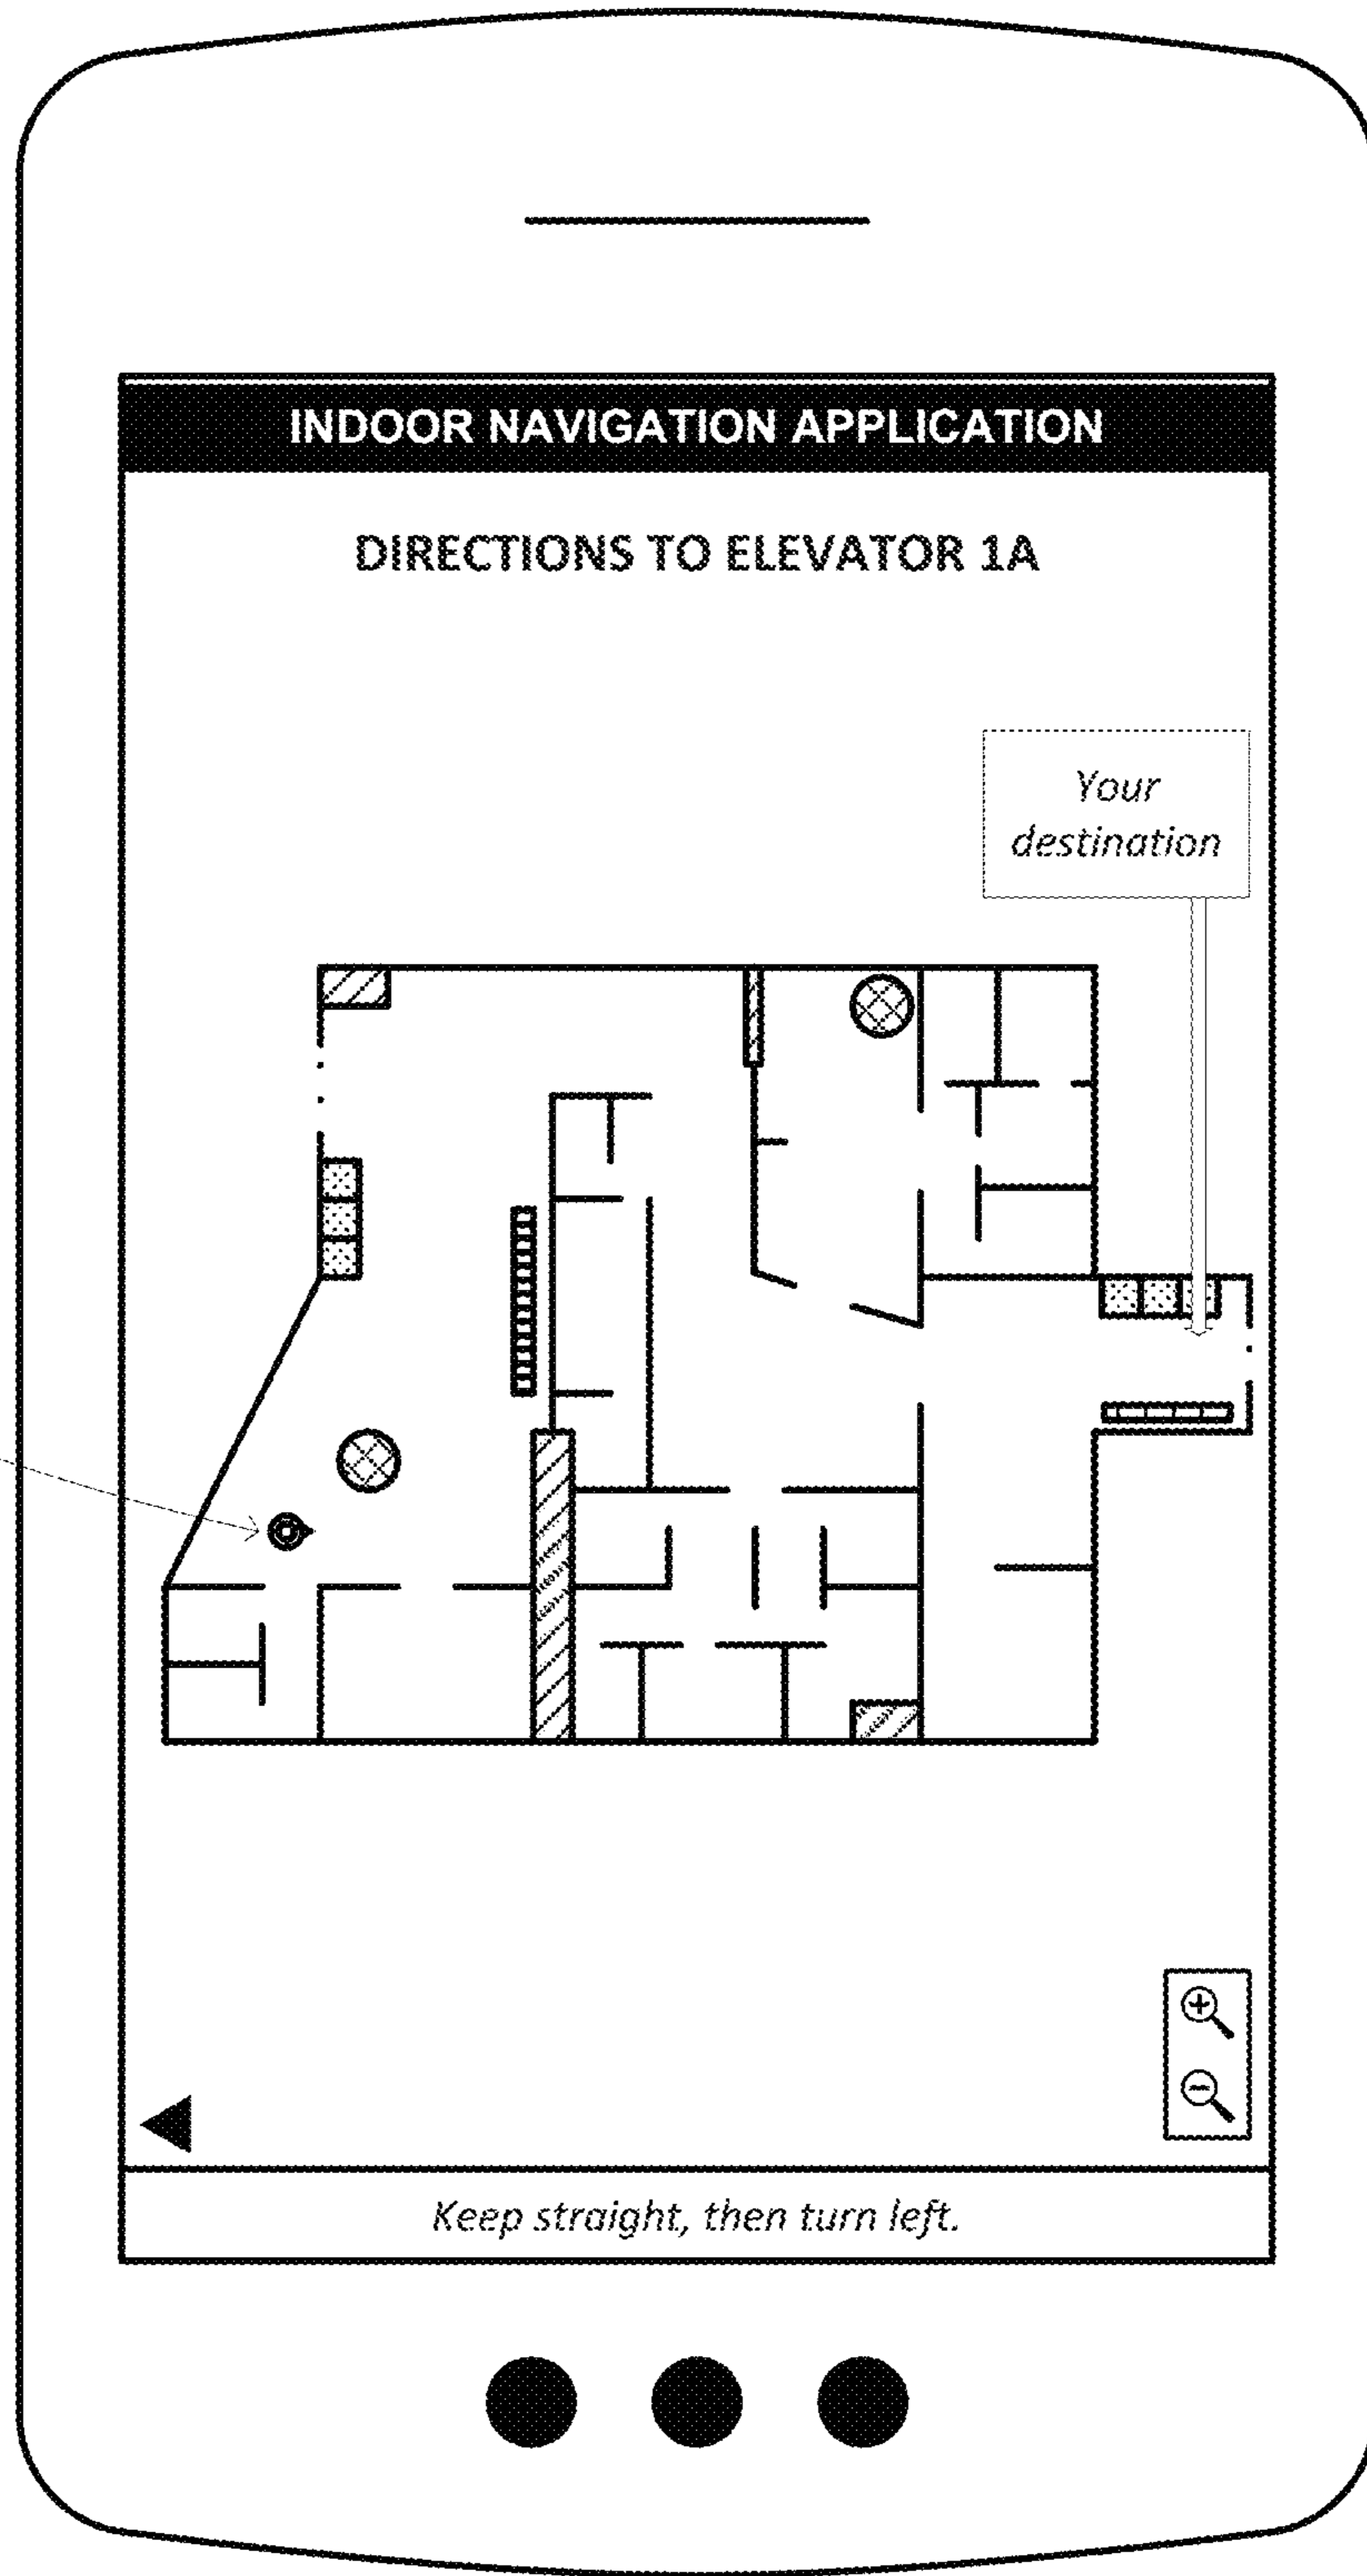 INDOOR NAVIGATION APPLICATION
DIRECTIONS TO ELEVATOR 1A
Your
destination
Keep straight, then turn left.